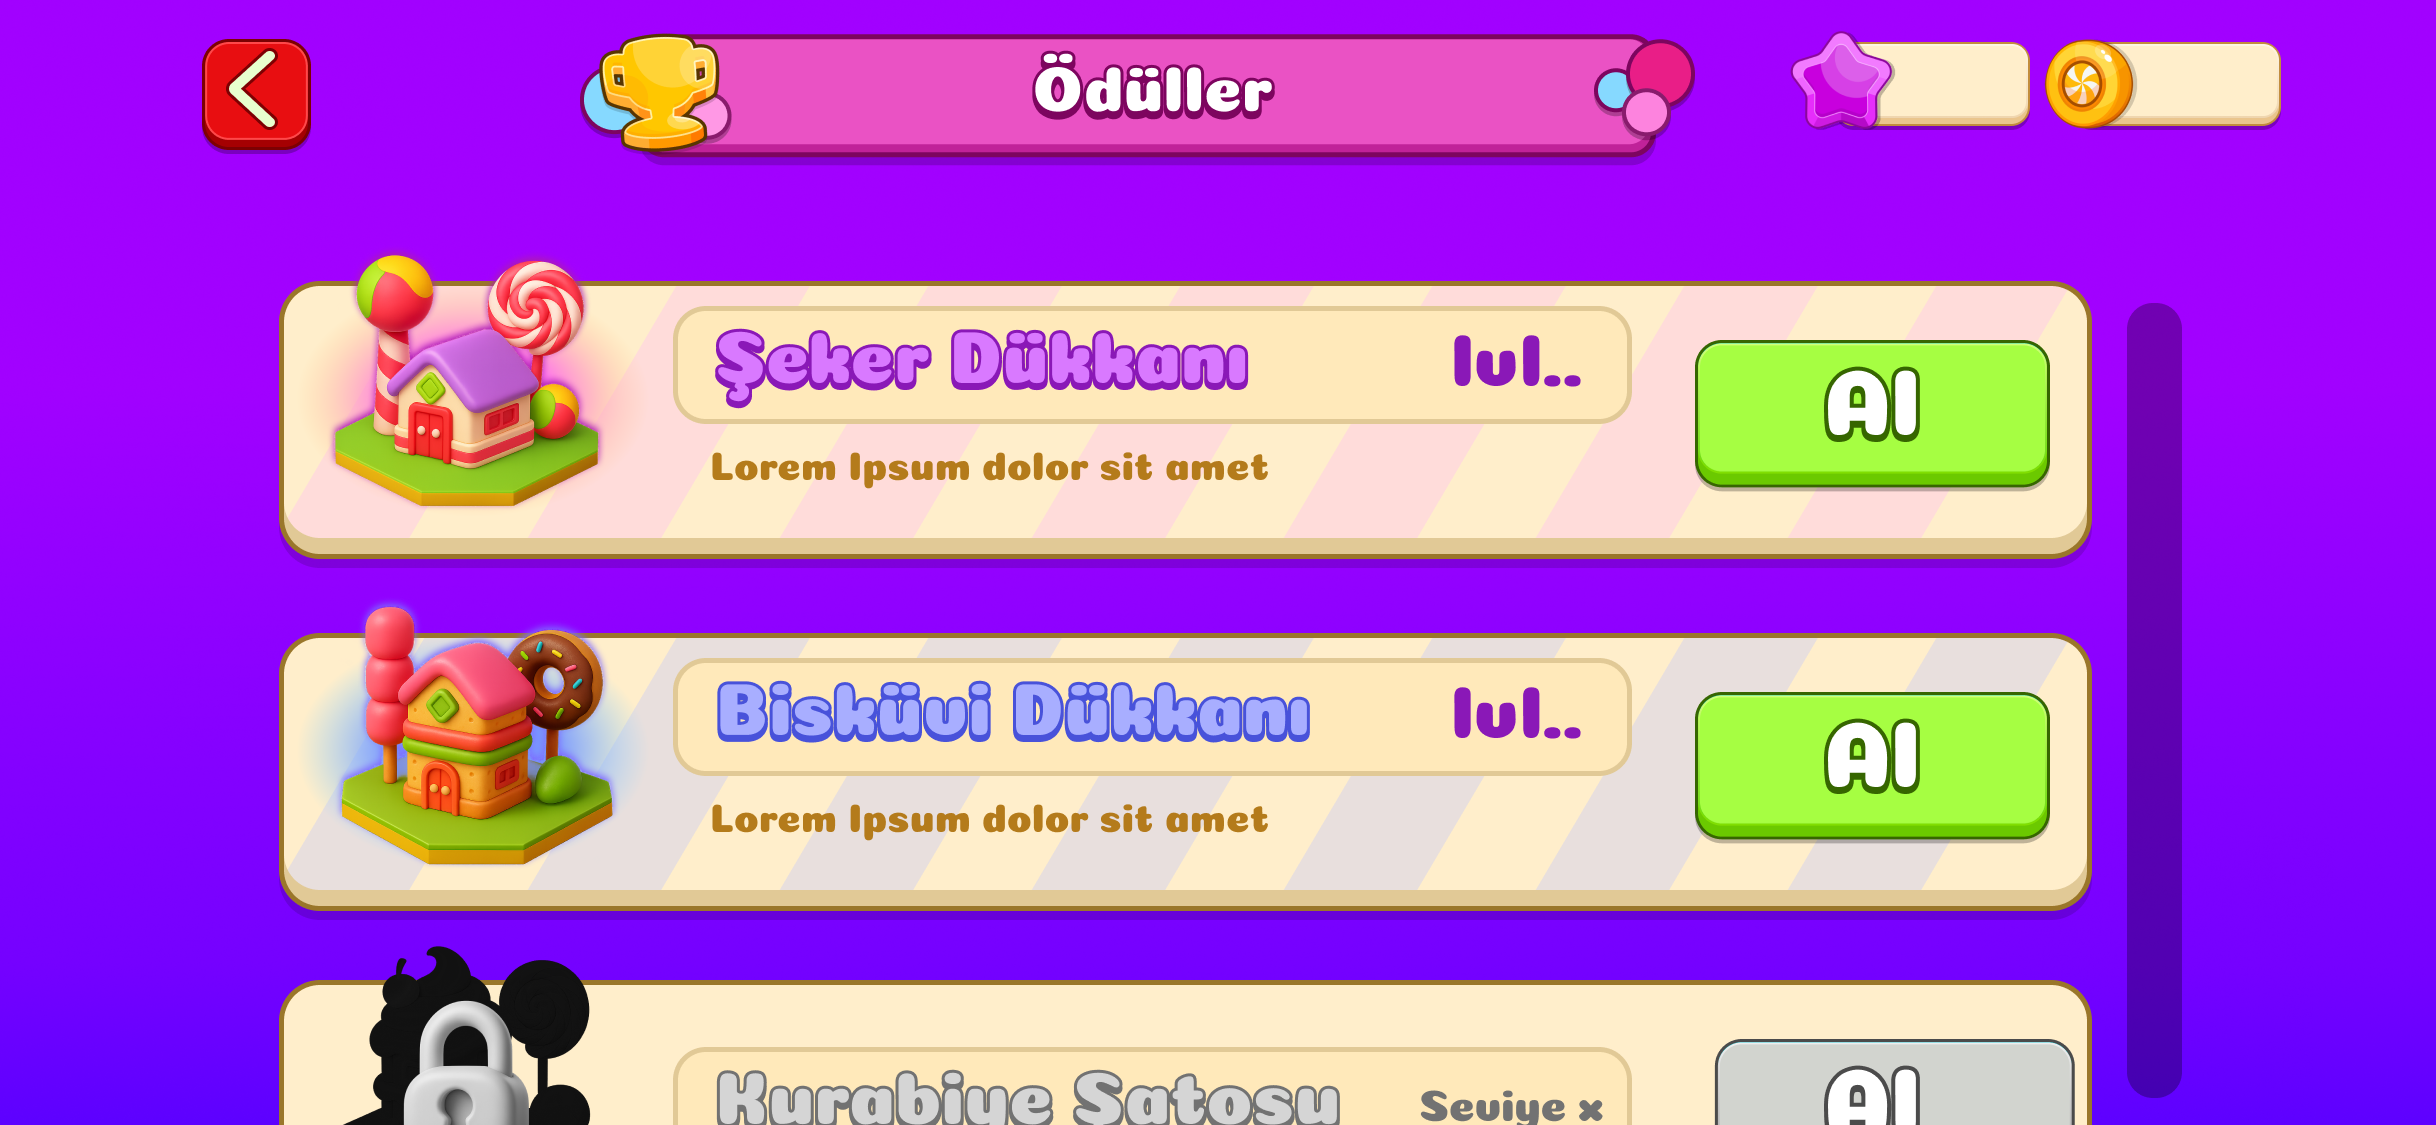 Ödüller
Şeker Dükkanı
lvl..
Al
Lorem Ipsum dolor sit amet
Bisküvi Dükkanı
lvl..
Al
Lorem Ipsum dolor sit amet
Kurabiye Şatosu
Seviye x
Al